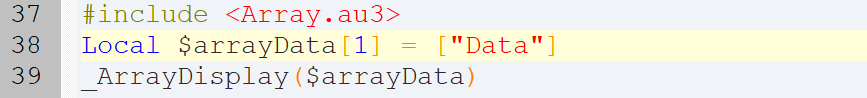 37 #include <Array.au3>
38 Local $arrayData[1] = ["Data"]
39 _ArrayDisplay($arrayData)